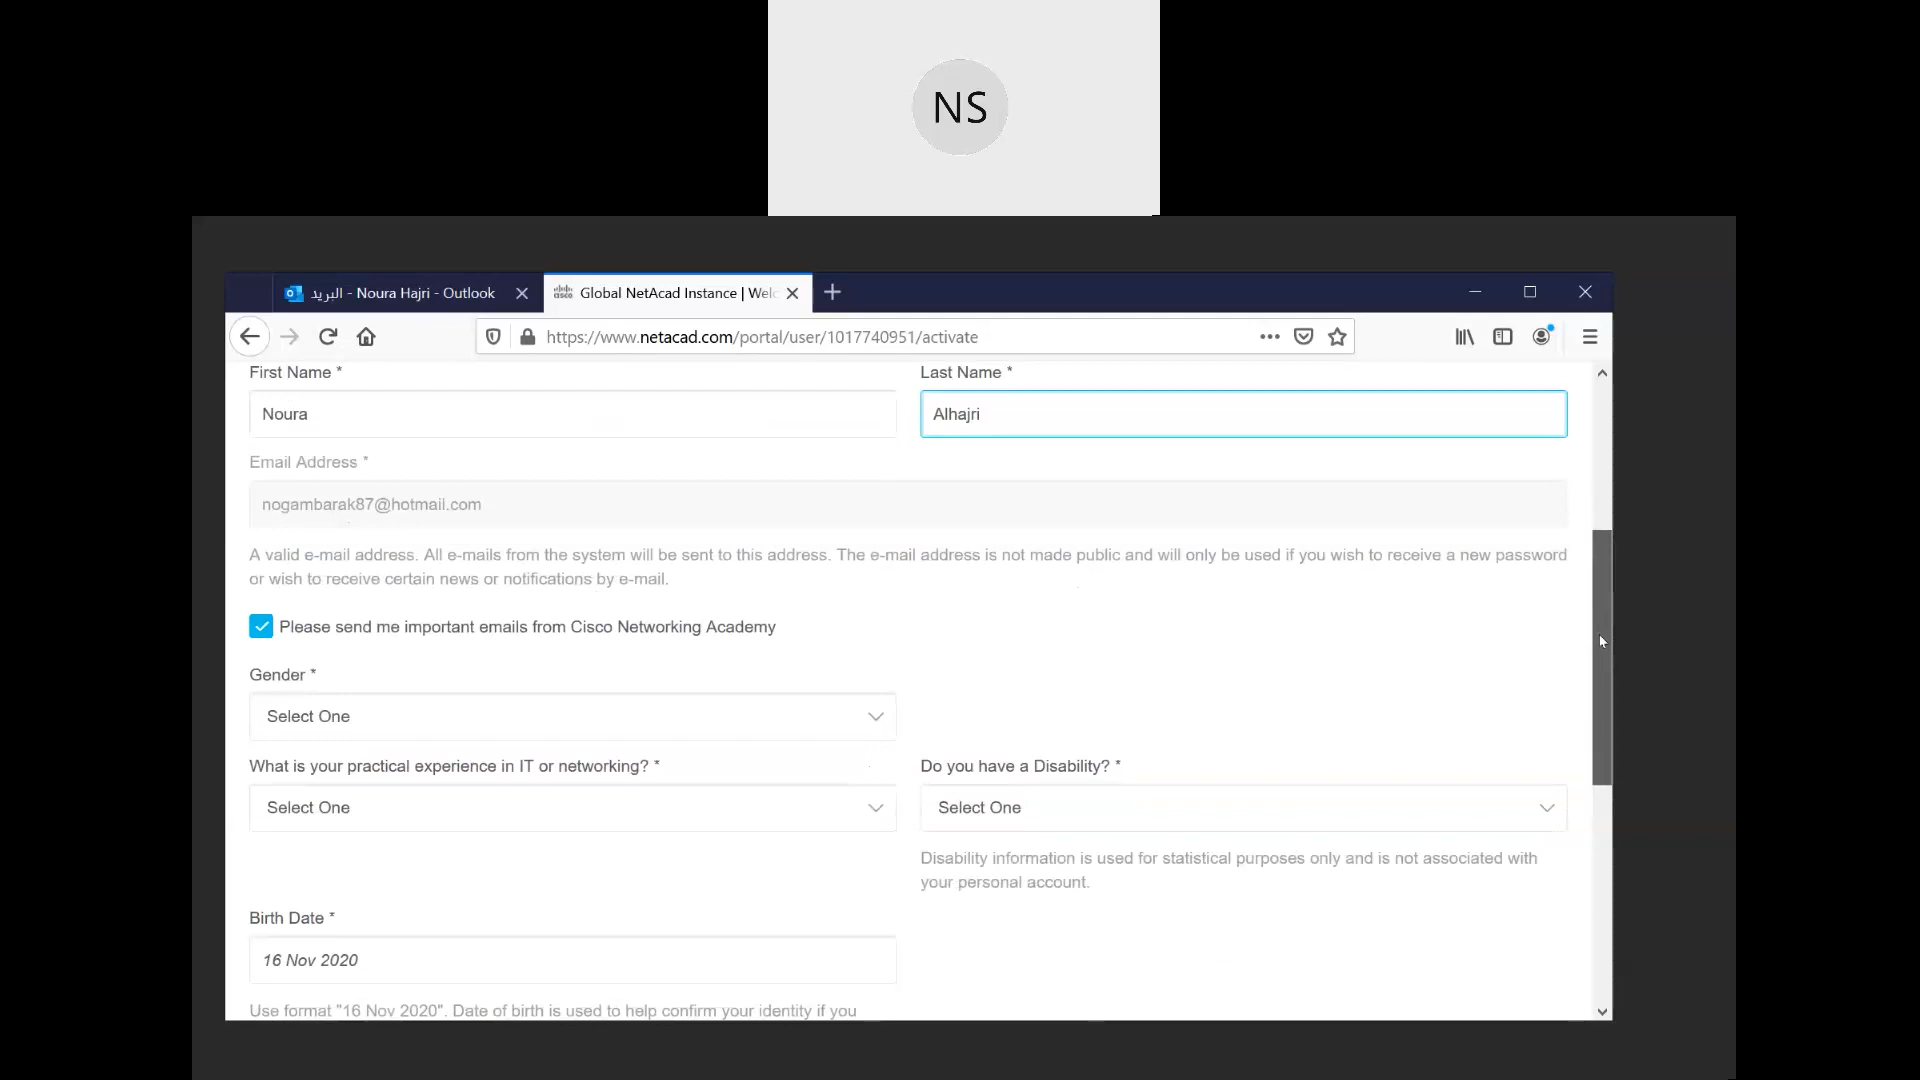 NS
البريد - Noura Hajri - Outlook
Global NetAcad Instance | Welc
https://www.netacad.com/portal/user/1017740951/activate
First Name *
Last Name *
Noura
Alhajri
Email Address *
nogambarak87@hotmail.com
A valid e-mail address. All e-mails from the system will be sent to this address. The e-mail address is not made public and will only be used if you wish to receive a new password
or wish to receive certain news or notifications by e-mail.
Please send me important emails from Cisco Networking Academy
Gender *
Select One
What is your practical experience in IT or networking? *
Do you have a Disability? *
Select One
Select One
Disability information is used for statistical purposes only and is not associated with
your personal account.
Birth Date *
16 Nov 2020
Use format "16 Nov 2020". Date of birth is used to help confirm your identity if you